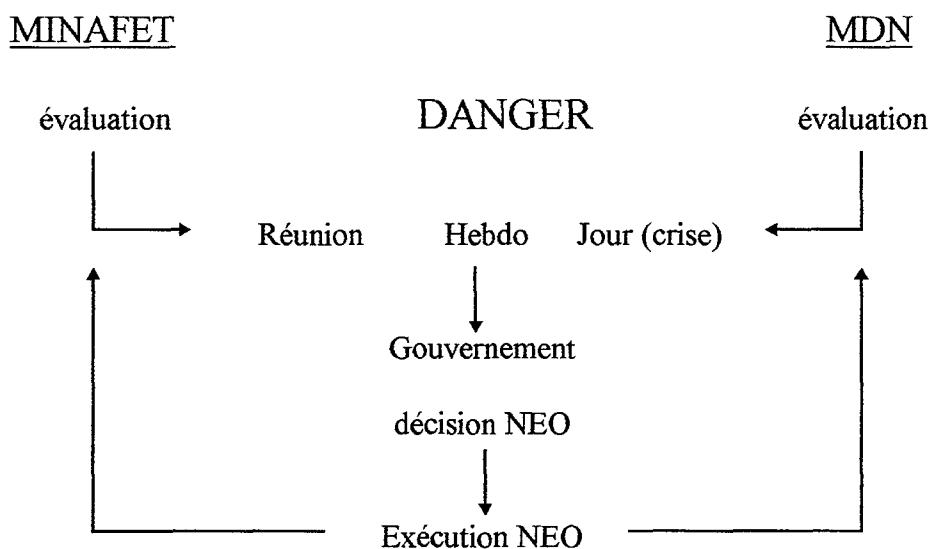 MINAFET MDN
évaluation DANGER évaluation
Réunion Hebdo Jour (crise)
Gouvernement
décision NEO
Exécution NEO